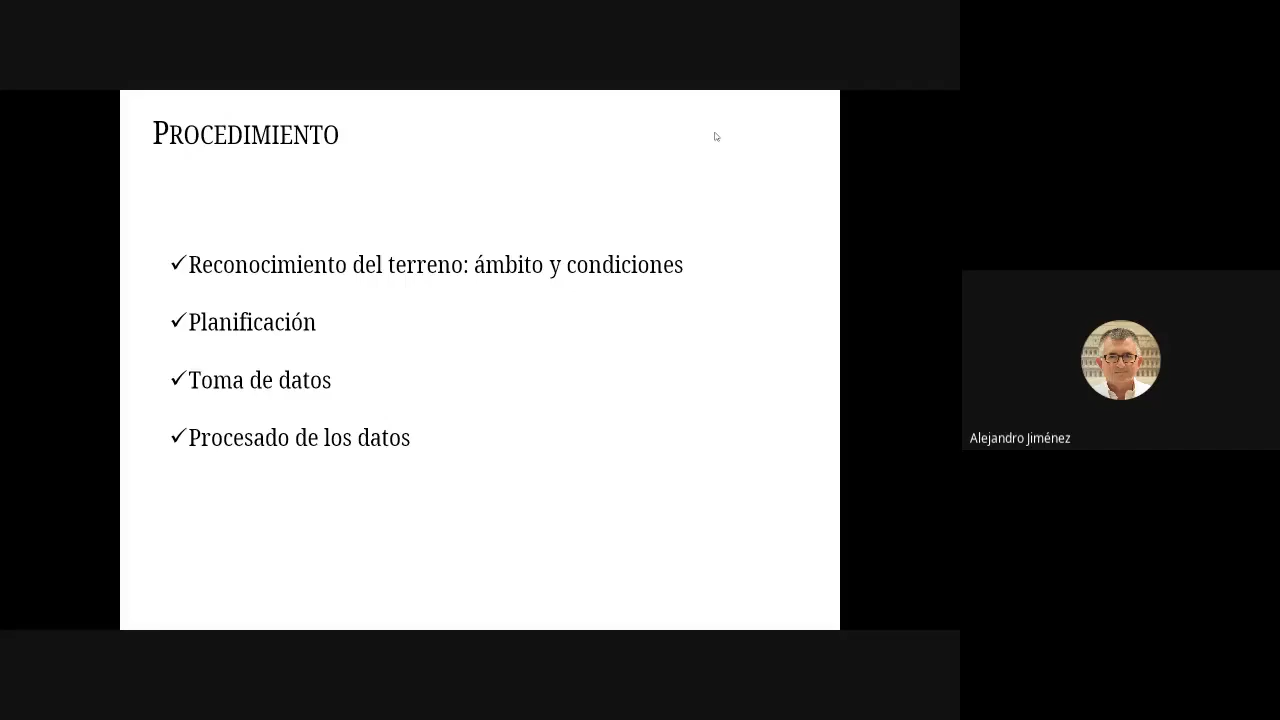 PROCEDIMIENTO
✓Reconocimiento del terreno: ámbito y condiciones
✓Planificación
✓Toma de datos
✓Procesado de los datos
Alejandro Jiménez